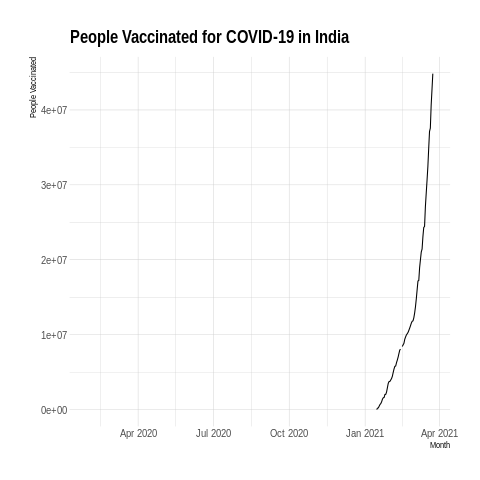 People Vaccinated for COVID-19 in India
People Vaccinated
4e+07
3e+07
2e+07
1e+07
0e+00
Apr 2020 Jul 2020 Oct 2020 Jan 2021 Apr 2021
Month